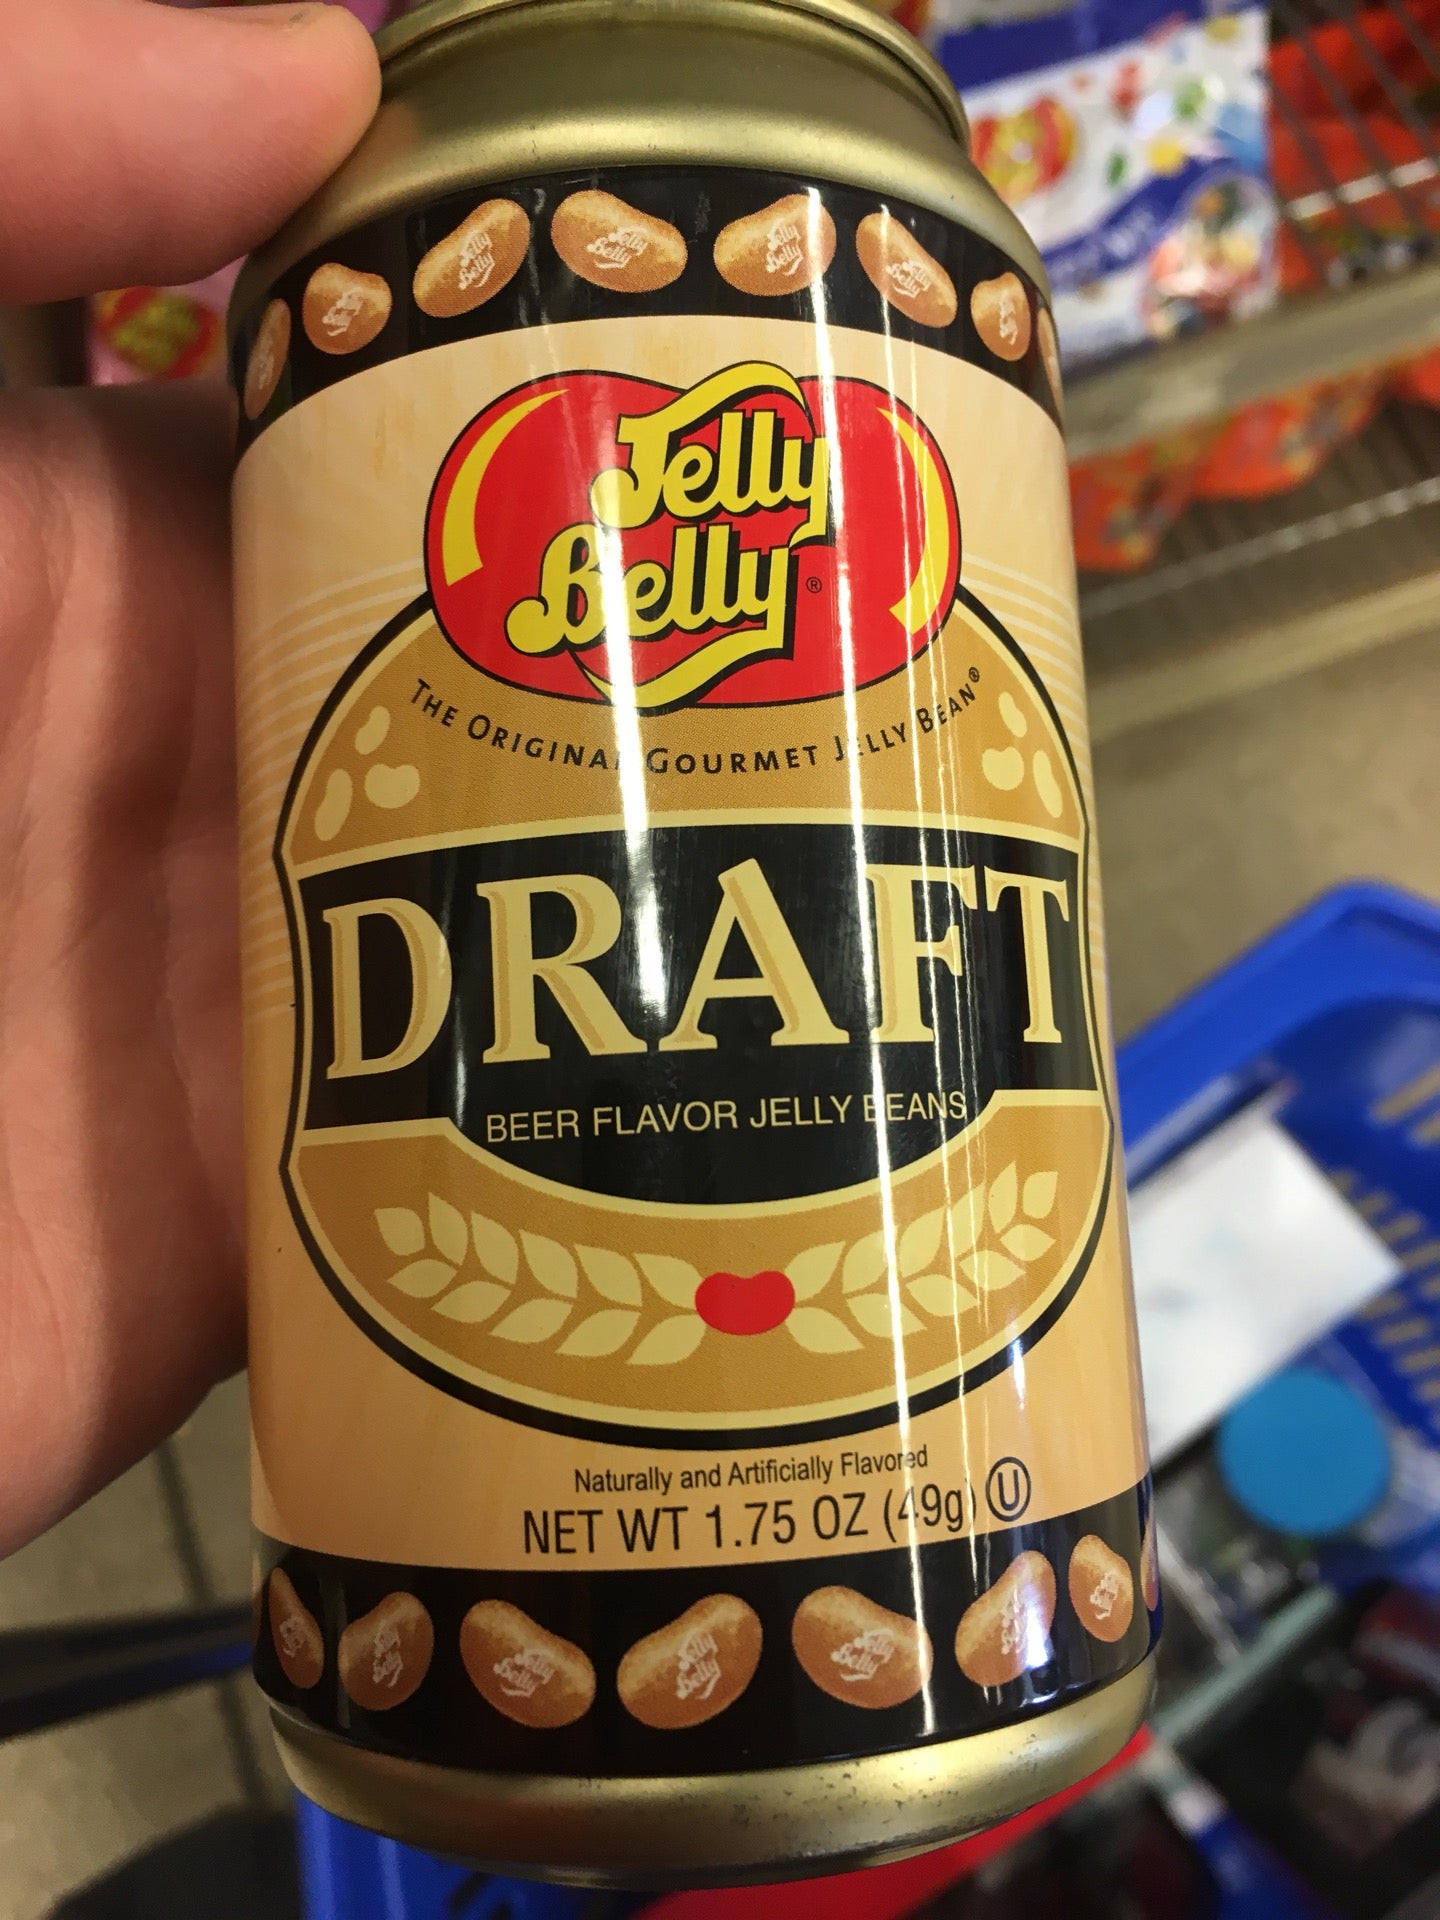 Jelly
Belly®
THE ORIGINAL GOURMET JELLY BEAN®
DRAFT
BEER FLAVOR JELLY BEANS
Naturally and Artificially Flavored
NET WT 1.75 OZ (49g) U